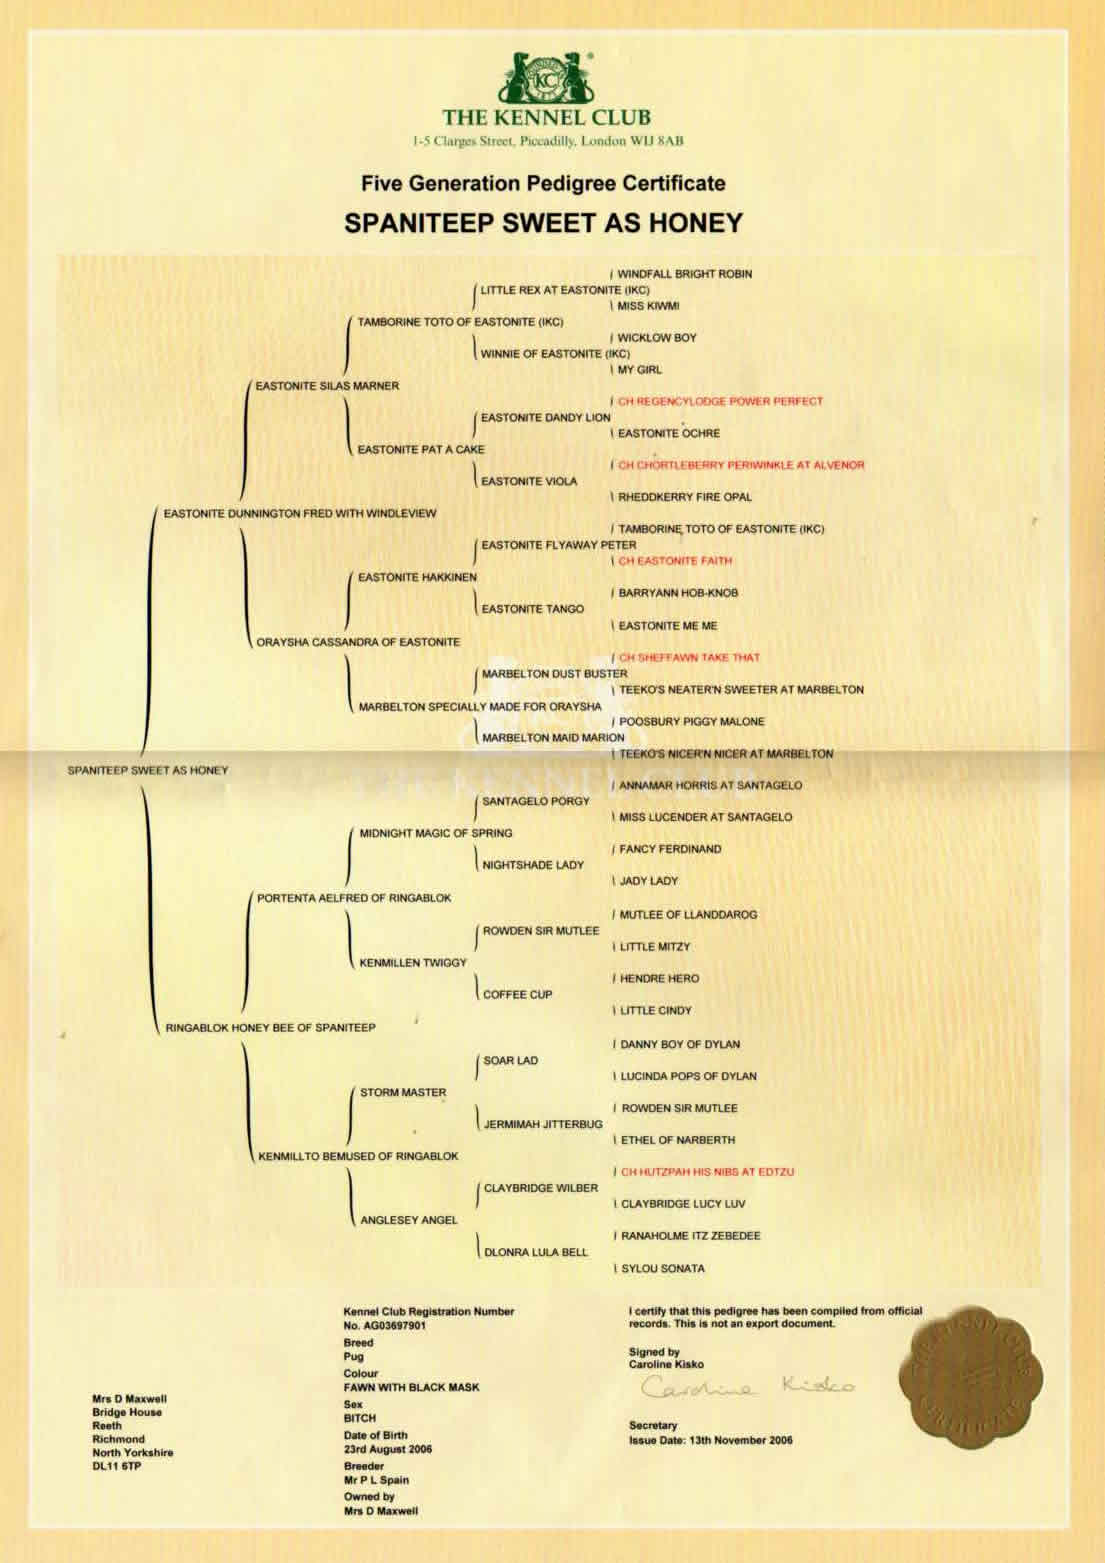 KC
THE KENNEL CLUB
1-5 Clarges Street, Piccadilly, London W1J 8AB
Five Generation Pedigree Certificate
SPANITEEP SWEET AS HONEY
WINDFALL BRIGHT ROBIN
LITTLE REX AT EASTONITE (IKC)
MISS KIWMI
TAMBORINE TOTO OF EASTONITE (IKC)
WICKLOW BOY
WINNIE OF EASTONITE (IKC)
MY GIRL
EASTONITE SILAS MARNER
CH REGENCYLODGE POWER PERFECT
EASTONITE DANDY LION
EASTONITE OCHRE
EASTONITE PAT A CAKE
CH CHORTLEBERRY PERIWINKLE AT ALVENOR
EASTONITE VIOLA
RHEDDKERRY FIRE OPAL
EASTONITE DUNNINGTON FRED WITH WINDLEVIEW
TAMBORINE TOTO OF EASTONITE (IKC)
EASTONITE FLYAWAY PETER
CH EASTONITE FAITH
EASTONITE HAKKINEN
BARRYANN HOB-KNOB
EASTONITE TANGO
EASTONITE ME ME
ORAYSHA CASSANDRA OF EASTONITE
CH SHEFFAWN TAKE THAT
MARBELTON DUST BUSTER
TEEKO'S NEATER'N SWEETER AT MARBELTON
MARBELTON SPECIALLY MADE FOR ORAYSHA
POOSBURY PIGGY MALONE
MARBELTON MAID MARION
TEEKO'S NICER'N NICER AT MARBELTON
SPANITEEP SWEET AS HONEY
THE KENNEL CLUB
ANNAMAR HORRIS AT SANTAGELO
SANTAGELO PORGY
MISS LUCENDER AT SANTAGELO
MIDNIGHT MAGIC OF SPRING
FANCY FERDINAND
NIGHTSHADE LADY
JADY LADY
PORTENTA AELFRED OF RINGABLOK
MUTLEE OF LLANDDAROG
ROWDEN SIR MUTLEE
LITTLE MITZY
KENMILLEN TWIGGY
HENDRE HERO
COFFEE CUP
LITTLE CINDY
RINGABLOK HONEY BEE OF SPANITEEP
DANNY BOY OF DYLAN
SOAR LAD
LUCINDA POPS OF DYLAN
STORM MASTER
ROWDEN SIR MUTLEE
JERMIMAH JITTERBUG
ETHEL OF NARBERTH
KENMILLTO BEMUSED OF RINGABLOK
CH HUTZPAH HIS NIBS AT EDTZU
CLAYBRIDGE WILBER
CLAYBRIDGE LUCY LUV
ANGLESEY ANGEL
RANAHOLME ITZ ZEBEDEE
DLONRA LULA BELL
SYLOU SONATA
Mrs D Maxwell
Bridge House
Reeth
Richmond
North Yorkshire
DL11 6TP
Kennel Club Registration Number
No. AG03697901
Breed
Pug
Colour
FAWN WITH BLACK MASK
Sex
BITCH
Date of Birth
23rd August 2006
Breeder
Mr P L Spain
Owned by
Mrs D Maxwell
I certify that this pedigree has been compiled from official
records. This is not an export document.
Signed by
Caroline Kisko
Caroline Kisko
Secretary
Issue Date: 13th November 2006
THE KENNEL CLUB
CERTIFICATE